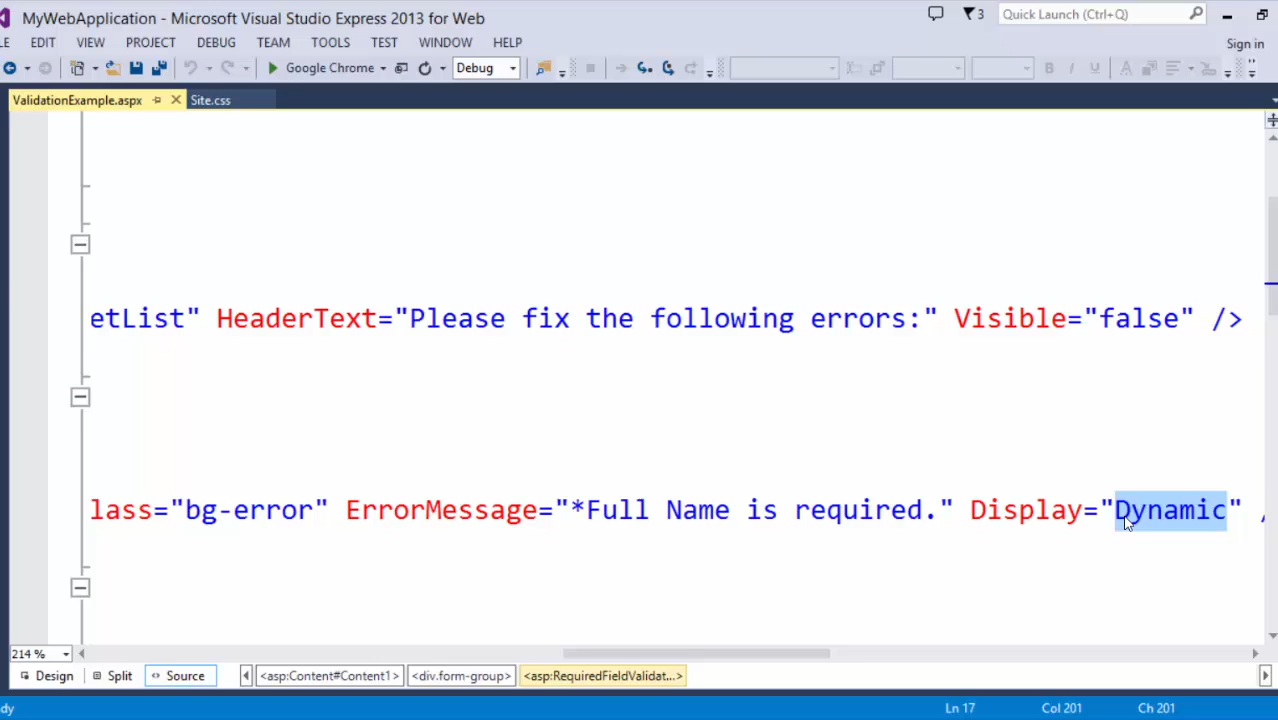 MyWebApplication - Microsoft Visual Studio Express 2013 for Web
3
Quick Launch (Ctrl+Q)
LE EDIT VIEW PROJECT DEBUG TEAM TOOLS TEST WINDOW HELP
Sign in
Google Chrome
Debug
B I U A
ValidationExample.aspx
Site.css
etList" HeaderText="Please fix the following errors:" Visible="false" />
lass="bg-error" ErrorMessage="*Full Name is required." Display="Dynamic" /
214 %
Design
Split
Source
<asp:Content#Content1>
<div.form-group>
<asp:RequiredFieldValidat...>
dy
Ln 17
Col 201
Ch 201